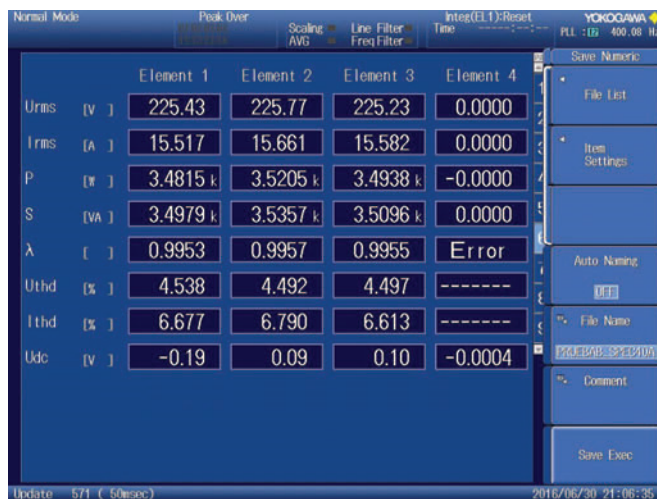 Normal Mode Peak Over Scaling AVG Line Filter Freq Filter Integ(EL1):Reset Time -----:--:-- YOKOGAWA
PLL : 400.08 Hz
Save Numeric
Element 1 Element 2 Element 3 Element 4
File List
Urms [V ] 225.43 225.77 225.23 0.0000
Irms [A ] 15.517 15.661 15.582 0.0000
Item Settings
P [W ] 3.4815 k 3.5205 k 3.4938 k -0.0000
S [VA ] 3.4979 k 3.5357 k 3.5096 k 0.0000
λ [ ] 0.9953 0.9957 0.9955 Error
Auto Naming
OFF
Uthd [% ] 4.538 4.492 4.497 -------
Ithd [% ] 6.677 6.790 6.613 -------
File Name
Udc [V ] -0.19 0.09 0.10 -0.0004
Comment
Save Exec
Update 571 ( 50msec) 2016/06/30 21:06:35